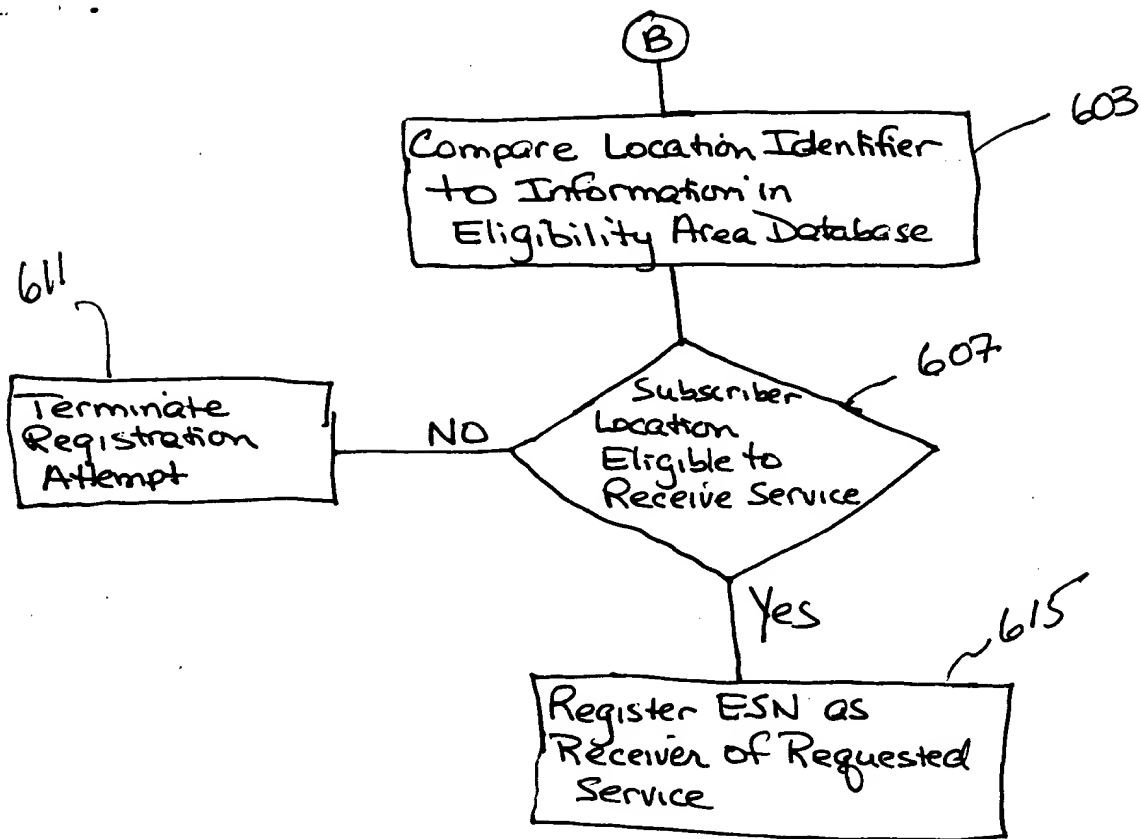 B
603
Compare Location Identifier
to Information in
Eligibility Area Database
611
607
Terminate
Registration
Attempt
NO
Subscriber
Location
Eligible to
Receive Service
Yes
615
Register ESN as
Receiver of Requested
Service